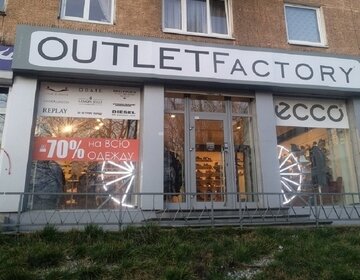 OUTLETFACTORY
REPLAY
DIESEL
ecco
-70% на ВСЮ
ОДЕЖДУ